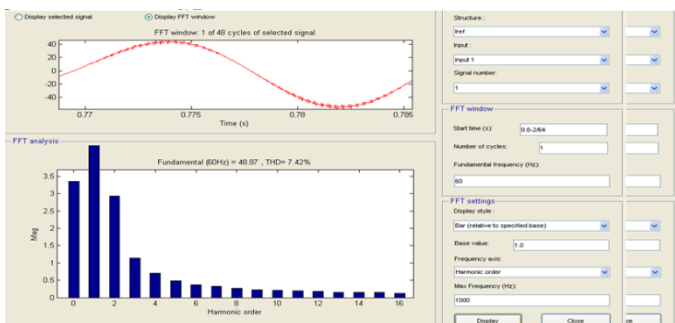 Display selected signal
Display FFT window
FFT window: 1 of 48 cycles of selected signal
40
20
0
-20
-40
0.77
0.775
0.78
0.785
Time (s)
FFT analysis
Fundamental (60Hz) = 48.87 , THD= 7.42%
3.5
3
2.5
2
1.5
1
0.5
0
Mag
0
2
4
6
8
10
12
14
16
Harmonic order
Structure :
Iref
Input :
input 1
Signal number:
1
FFT window
Start time (s):
0.8-2/64
Number of cycles:
1
Fundamental frequency (Hz):
60
FFT settings
Display style :
Bar (relative to specified base)
Base value:
1.0
Frequency axis:
Harmonic order
Max Frequency (Hz):
1000
Display
Close
se